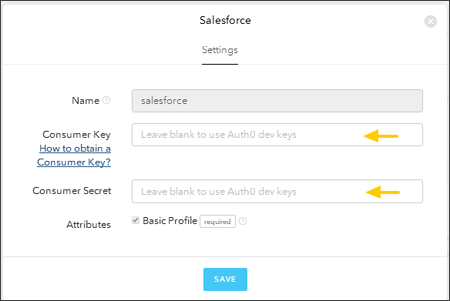 Salesforce
Settings
Name
salesforce
Consumer Key
Leave blank to use Auth0 dev keys
How to obtain a
Consumer Key?
Consumer Secret
Leave blank to use Auth0 dev keys
Attributes
Basic Profile required
SAVE